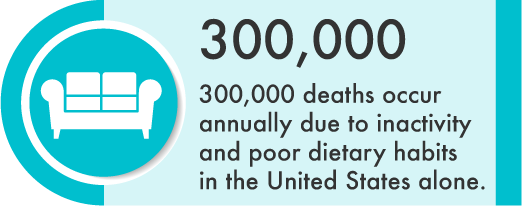 300,000
300,000 deaths occur
annually due to inactivity
and poor dietary habits
in the United States alone.